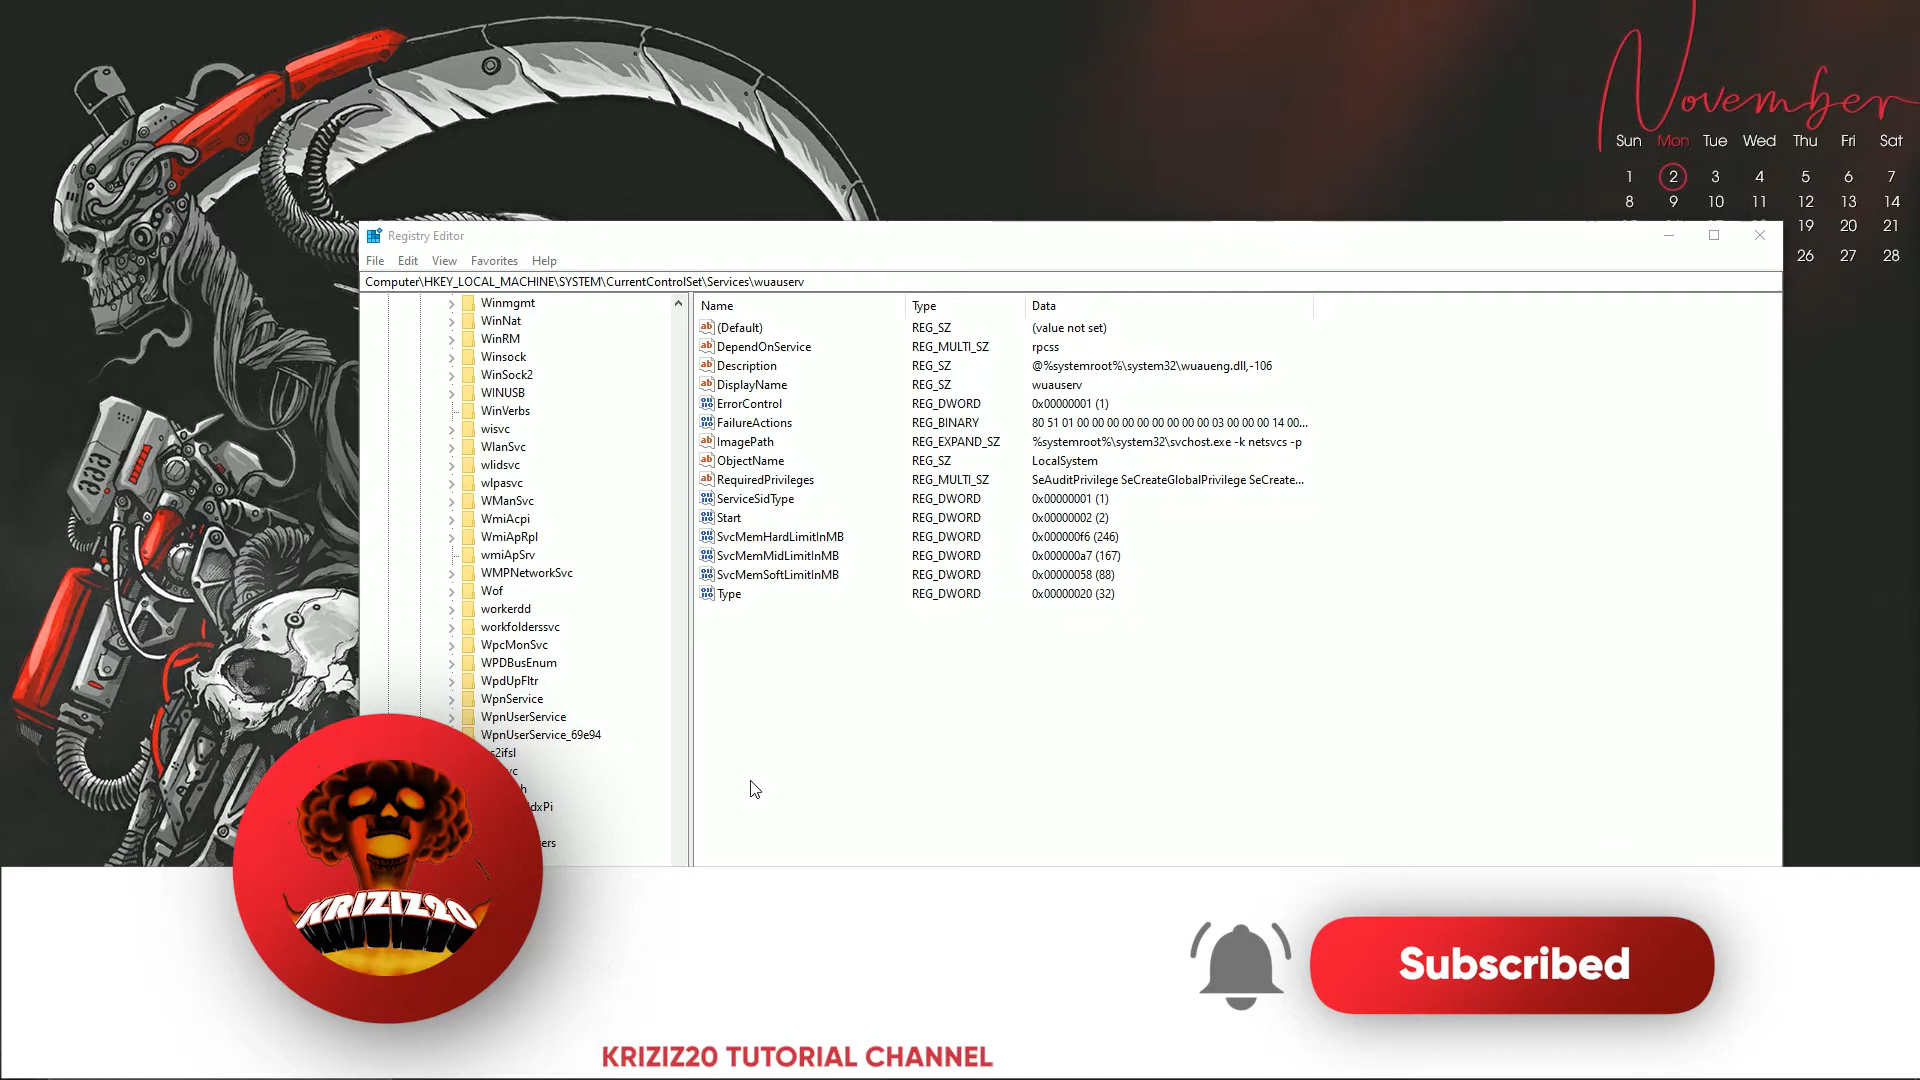 November
Sun Mon Tue Wed Thu Fri Sat
1 2 3 4 5 6 7
8 9 10 11 12 13 14
19 20 21
26 27 28
Registry Editor
File Edit View Favorites Help
Computer\HKEY_LOCAL_MACHINE\SYSTEM\CurrentControlSet\Services\wuauserv
Winmgmt
WinNat
WinRM
Winsock
WinSock2
WINUSB
WinVerbs
wisvc
WlanSvc
wlidsvc
wlpasvc
WManSvc
WmiAcpi
WmiApRpl
wmiApSrv
WMPNetworkSvc
Wof
workerdd
workfolderssvc
WpcMonSvc
WPDBusEnum
WpdUpFltr
WpnService
WpnUserService
WpnUserService_69e94
s2ifsl
vc
h
dxPi
ers
Name Type Data
(Default) REG_SZ (value not set)
DependOnService REG_MULTI_SZ rpcss
Description REG_SZ @%systemroot%\system32\wuaueng.dll,-106
DisplayName REG_SZ wuauserv
ErrorControl REG_DWORD 0x00000001 (1)
FailureActions REG_BINARY 80 51 01 00 00 00 00 00 00 00 00 00 03 00 00 00 14 00...
ImagePath REG_EXPAND_SZ %systemroot%\system32\svchost.exe -k netsvcs -p
ObjectName REG_SZ LocalSystem
RequiredPrivileges REG_MULTI_SZ SeAuditPrivilege SeCreateGlobalPrivilege SeCreate...
ServiceSidType REG_DWORD 0x00000001 (1)
Start REG_DWORD 0x00000002 (2)
SvcMemHardLimitInMB REG_DWORD 0x000000f6 (246)
SvcMemMidLimitInMB REG_DWORD 0x000000a7 (167)
SvcMemSoftLimitInMB REG_DWORD 0x00000058 (88)
Type REG_DWORD 0x00000020 (32)
KRIZIZ20
Subscribed
KRIZIZ20 TUTORIAL CHANNEL